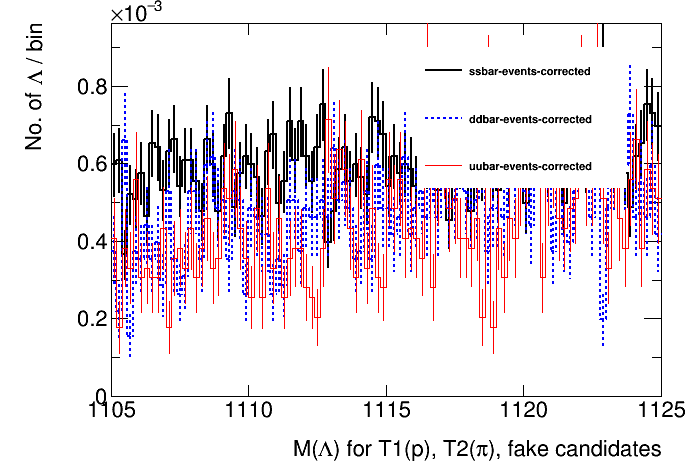 ×10⁻³
No. of Λ / bin
0.8
0.6
0.4
0.2
0
1105
1110
1115
1120
1125
ssbar-events-corrected
ddbar-events-corrected
uubar-events-corrected
M(Λ) for T1(p), T2(π), fake candidates